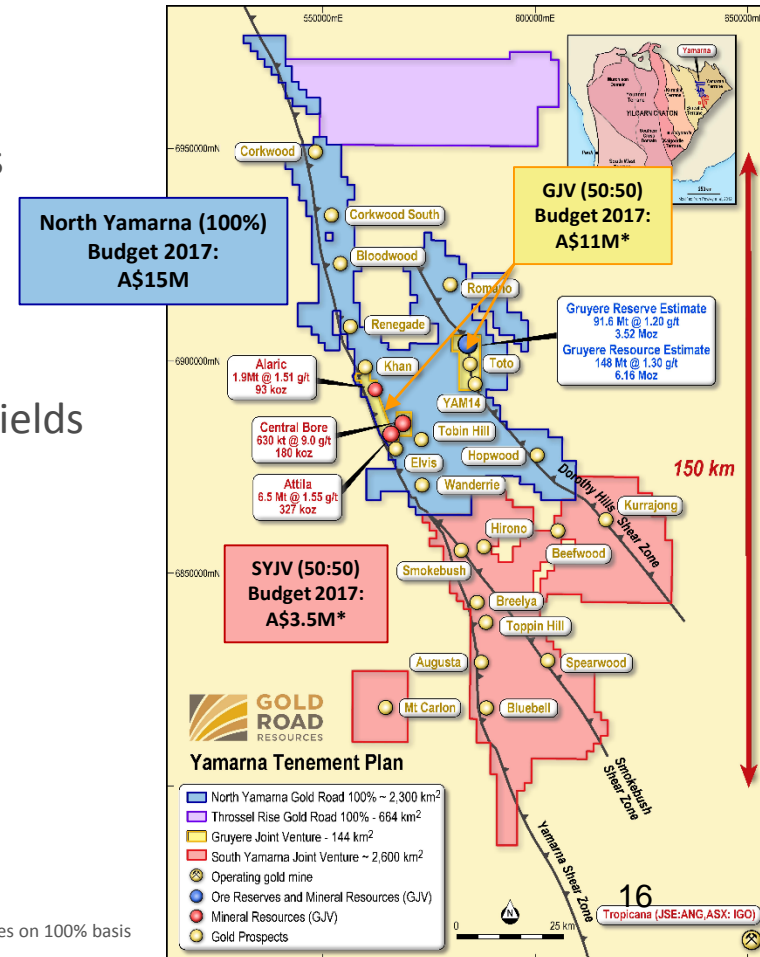 s
ields
es on 100% basis
550000mE
600000mE
650000mE
6950000mN
6900000mN
6850000mN
Yamarna
YILGARN CRATON
North Yamarna (100%)
Budget 2017:
A$15M
GJV (50:50)
Budget 2017:
A$11M*
SYJV (50:50)
Budget 2017:
A$3.5M*
Corkwood
Corkwood South
Bloodwood
Romano
Renegade
Khan
Toto
YAM14
Tobin Hill
Elvis
Hopwood
Wanderrie
Gruyere Reserve Estimate
91.6 Mt @ 1.20 g/t
3.52 Moz
Gruyere Resource Estimate
148 Mt @ 1.30 g/t
6.16 Moz
Alaric
1.9Mt @ 1.51 g/t
93 koz
Central Bore
630 kt @ 9.0 g/t
180 koz
Attila
6.5 Mt @ 1.55 g/t
327 koz
150 km
Dorothy Hills Shear Zone
Kurrajong
Hirono
Beefwood
Smokebush
Breelya
Toppin Hill
Augusta
Spearwood
Mt Carlon
Bluebell
Smokebush
Shear Zone
Yamarna Shear Zone
GOLD
ROAD
RESOURCES
Yamarna Tenement Plan
North Yamarna Gold Road 100% ~ 2,300 km²
Throssel Rise Gold Road 100% - 664 km²
Gruyere Joint Venture - 144 km²
South Yamarna Joint Venture ~ 2,600 km²
Operating gold mine
Ore Reserves and Mineral Resources (GJV)
Mineral Resources (GJV)
Gold Prospects
N
0 25 km
16
Tropicana (JSE:ANG,ASX: IGO)